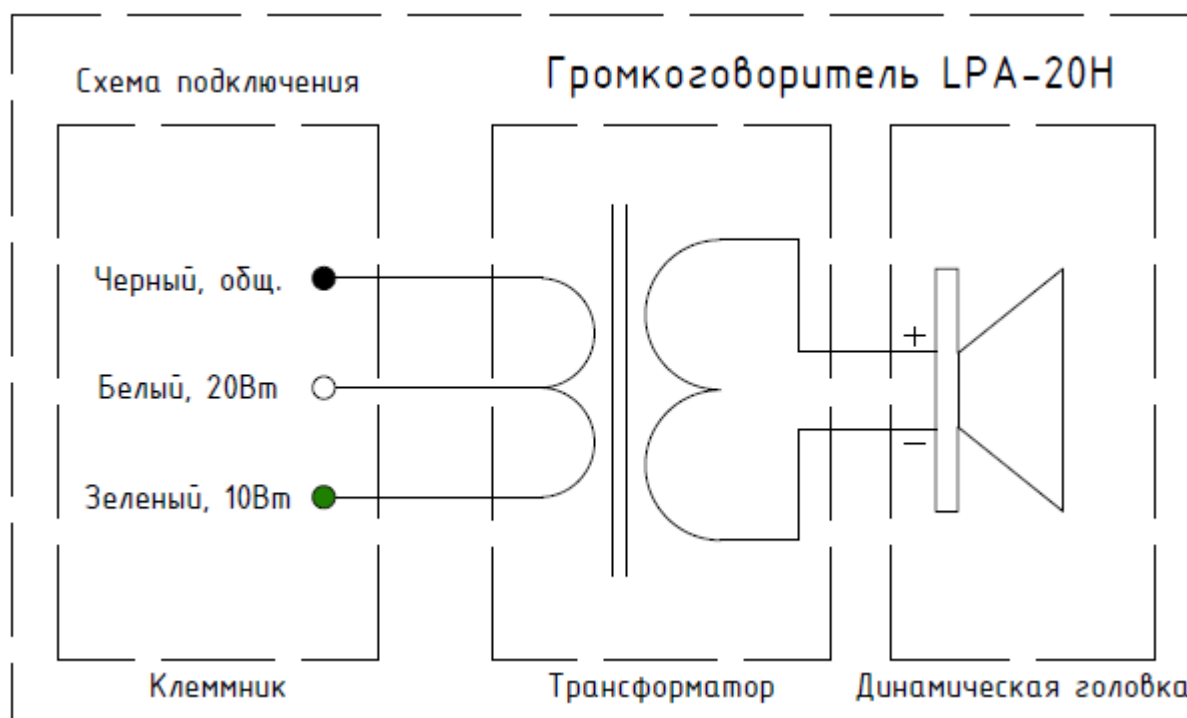 Схема подключения
Громкоговоритель LPA-20H
Черный, общ.
Белый, 20Вт
Зеленый, 10Вт
+
−
Клеммник
Трансформатор
Динамическая головка